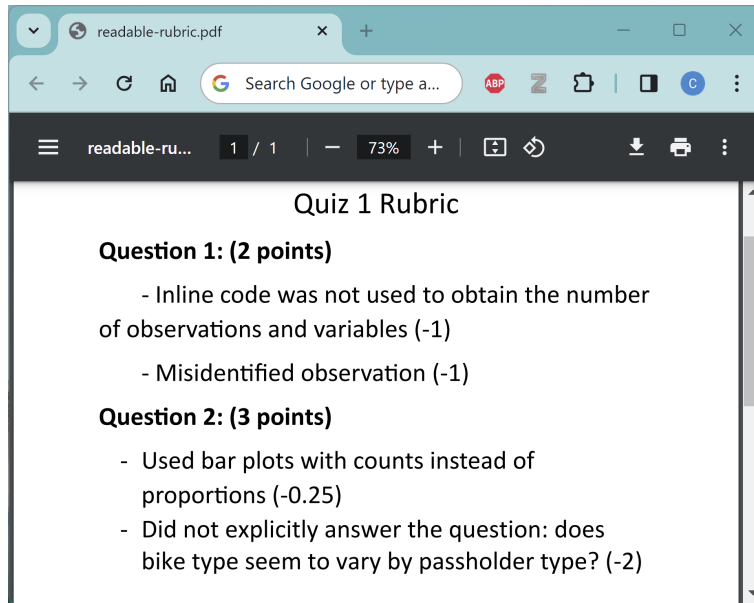 readable-rubric.pdf
Search Google or type a...
ABP
Z
C
readable-ru...
1 / 1
73%
Quiz 1 Rubric
Question 1: (2 points)
- Inline code was not used to obtain the number
of observations and variables (-1)
- Misidentified observation (-1)
Question 2: (3 points)
- Used bar plots with counts instead of
proportions (-0.25)
- Did not explicitly answer the question: does
bike type seem to vary by passholder type? (-2)